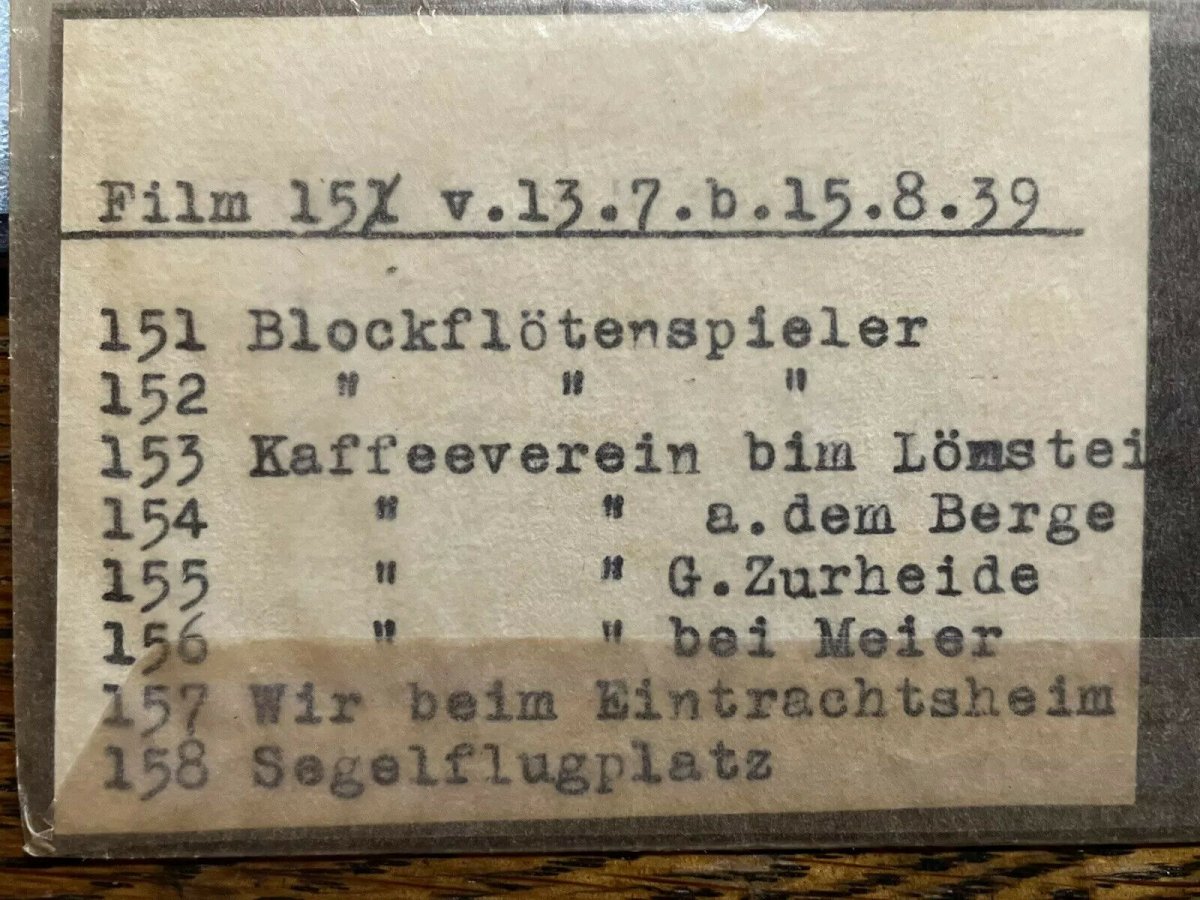 Film 151 v.13.7.b.15.8.39
151 Blockflötenspieler
152 " " "
153 Kaffeeverein bim Lömstei
154 " " a.dem Berge
155 " " G.Zurheide
156 " " bei Meier
157 Wir beim Eintrachtsheim
158 Segelflugplatz